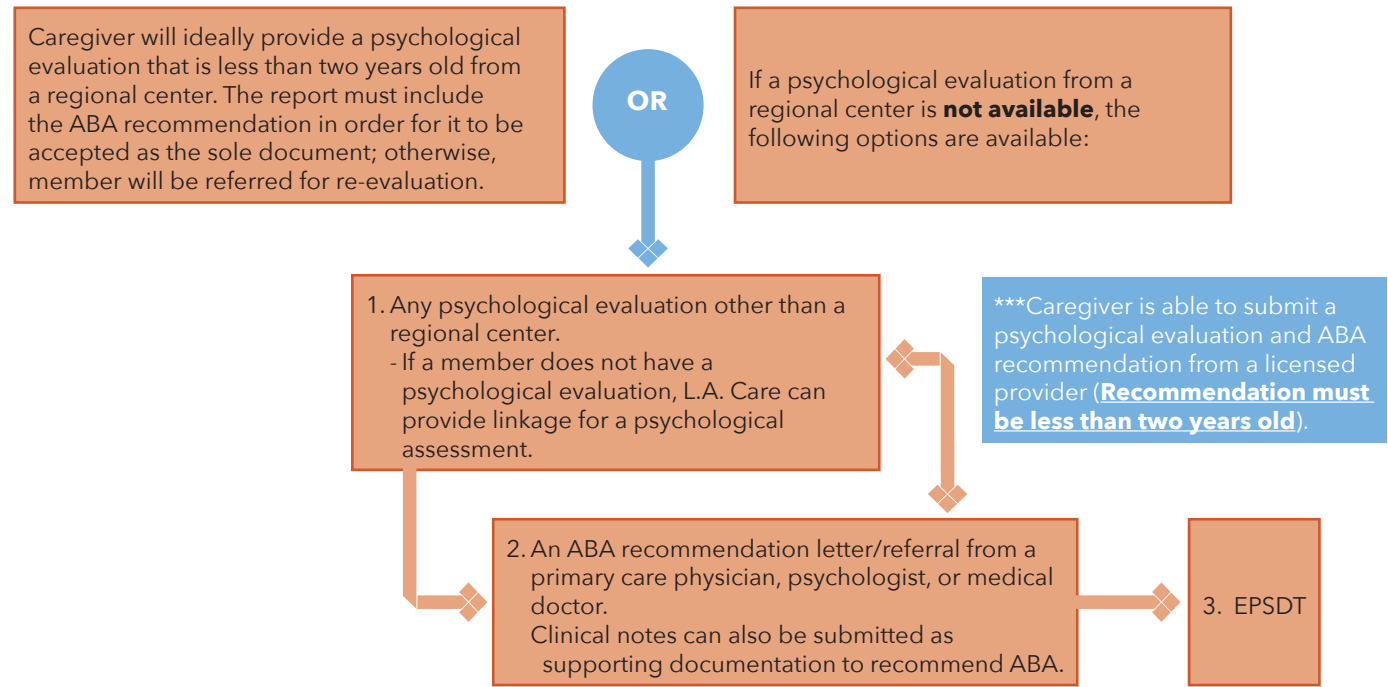 Caregiver will ideally provide a psychological
evaluation that is less than two years old from
a regional center. The report must include
the ABA recommendation in order for it to be
accepted as the sole document; otherwise,
member will be referred for re-evaluation.
OR
If a psychological evaluation from a
regional center is not available, the
following options are available:
1. Any psychological evaluation other than a
regional center.
- If a member does not have a
psychological evaluation, L.A. Care can
provide linkage for a psychological
assessment.
***Caregiver is able to submit a
psychological evaluation and ABA
recommendation from a licensed
provider (Recommendation must
be less than two years old).
2. An ABA recommendation letter/referral from a
primary care physician, psychologist, or medical
doctor.
Clinical notes can also be submitted as
supporting documentation to recommend ABA.
3. EPSDT